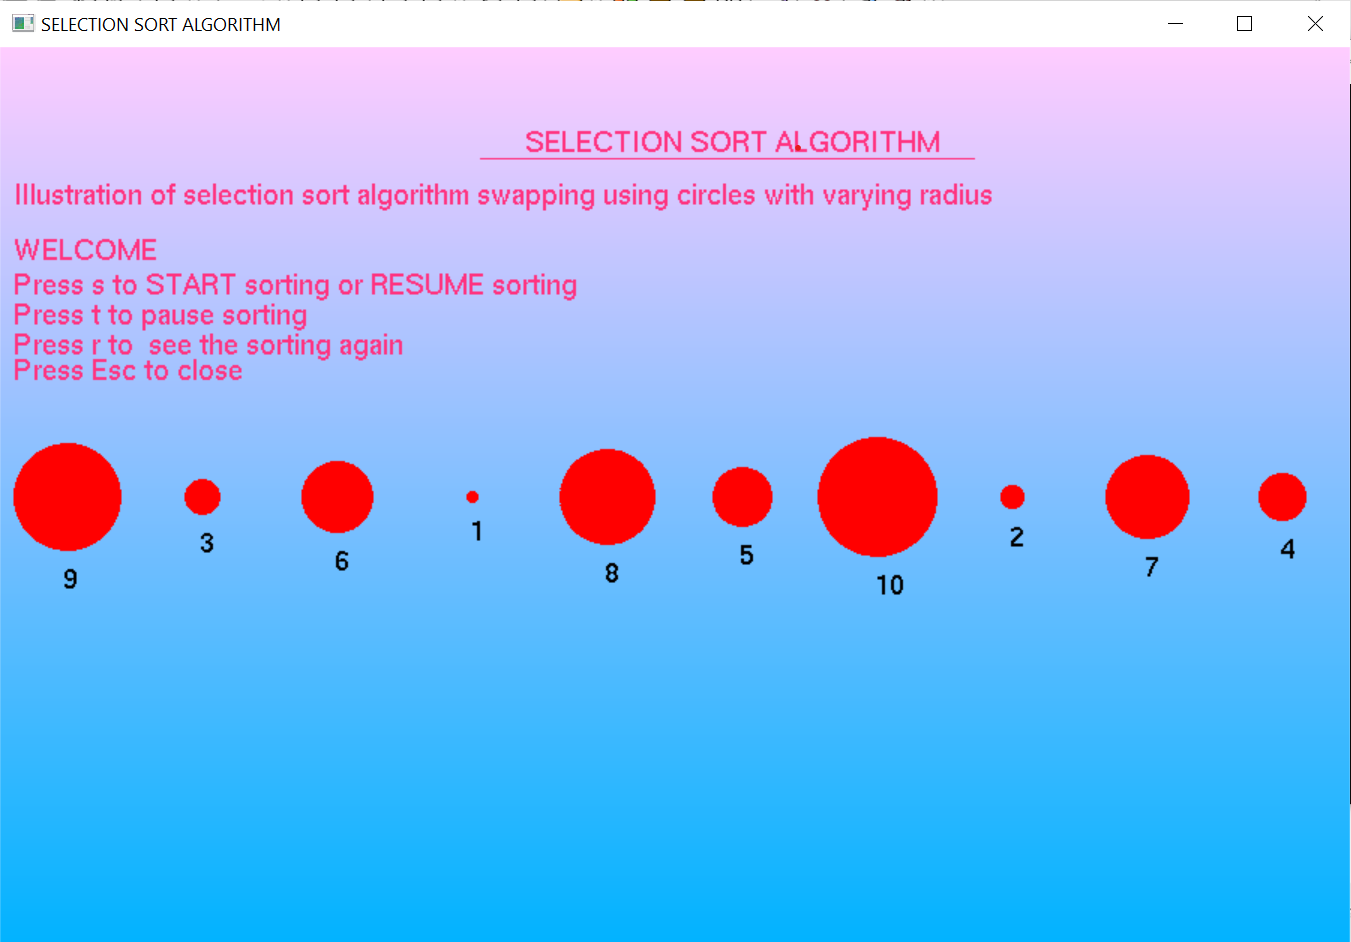 SELECTION SORT ALGORITHM
SELECTION SORT ALGORITHM
Illustration of selection sort algorithm swapping using circles with varying radius
WELCOME
Press s to START sorting or RESUME sorting
Press t to pause sorting
Press r to  see the sorting again
Press Esc to close
9 3 6 1 8 5 10 2 7 4